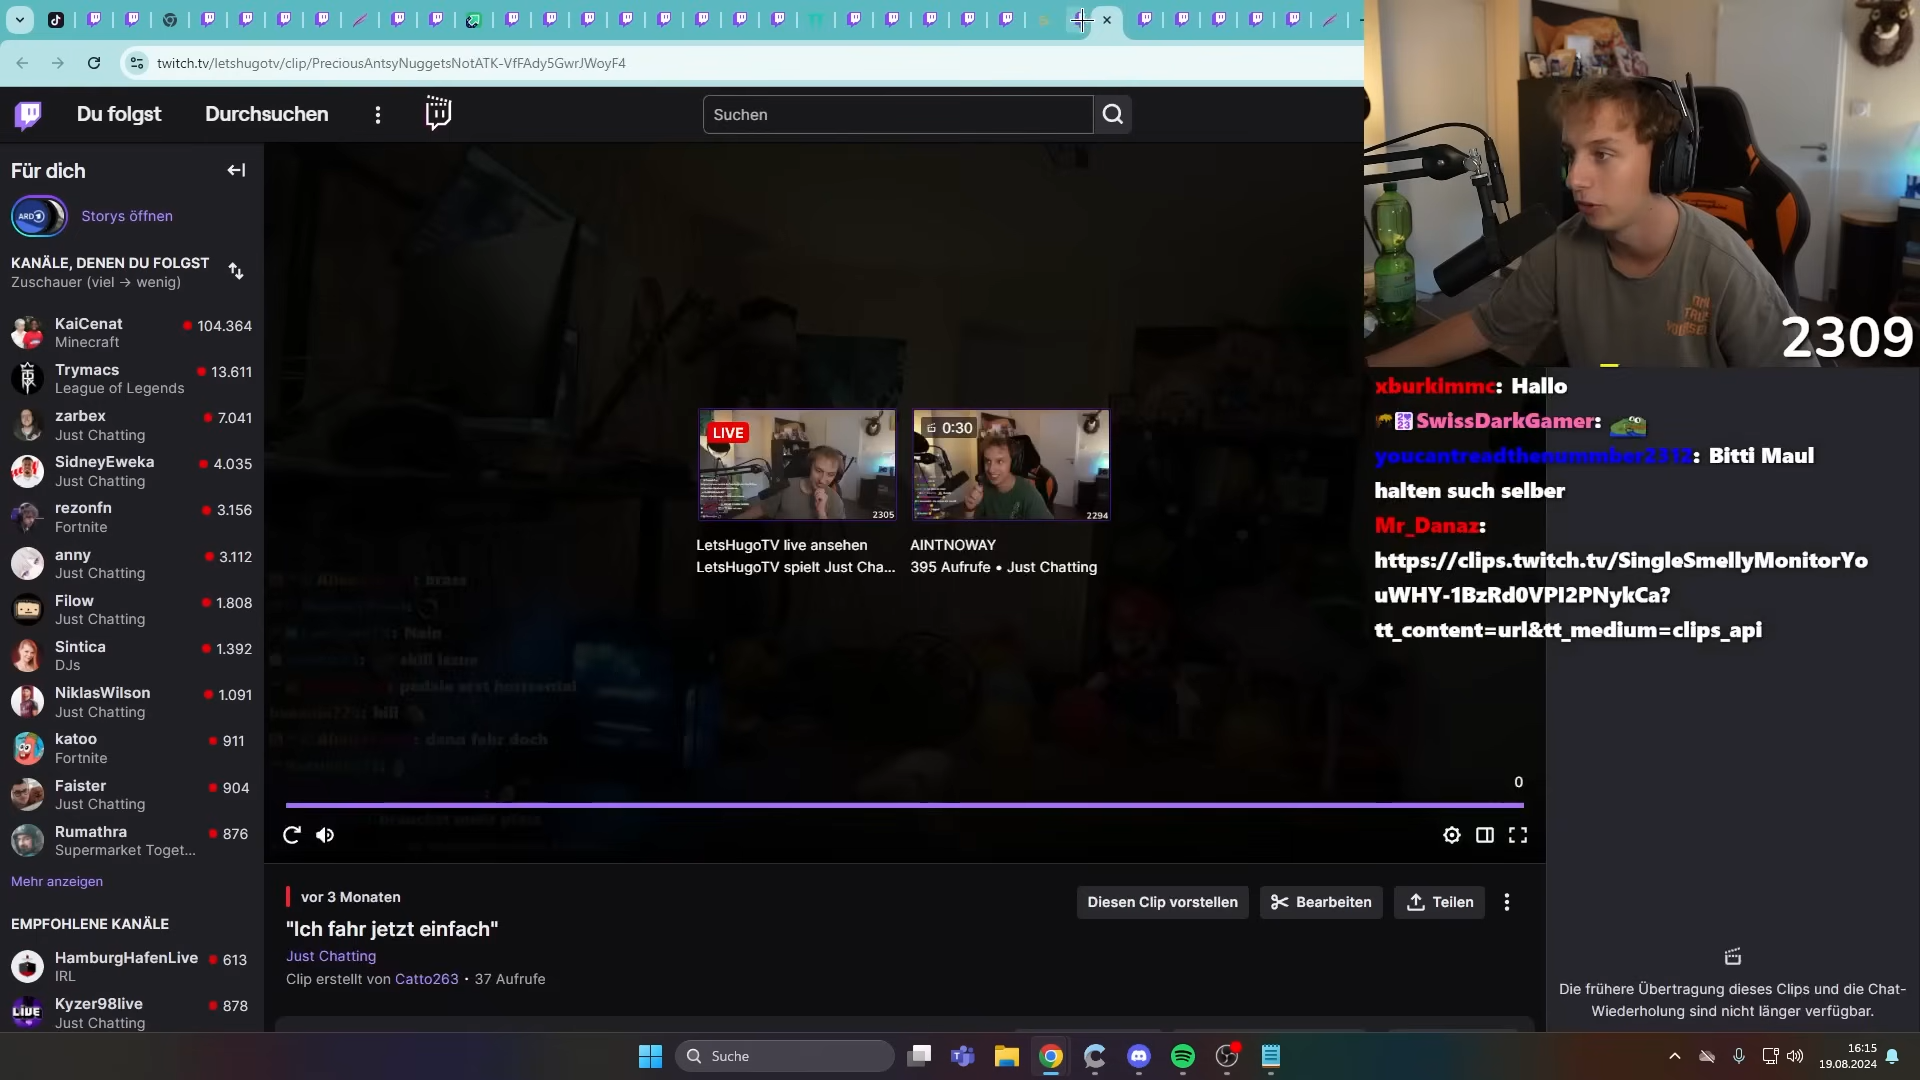 twitch.tv/letshugotv/clip/PreciousAntsyNuggetsNotATK-VfFAdy5GwrJWoyF4
Du folgst
Durchsuchen
Suchen
Für dich
ARD
Storys öffnen
KANÄLE, DENEN DU FOLGST
Zuschauer (viel → wenig)
KaiCenat
104.364
Minecraft
Trymacs
13.611
League of Legends
zarbex
7.041
Just Chatting
SidneyEweka
4.035
Just Chatting
rezonfn
3.156
Fortnite
anny
3.112
Just Chatting
Filow
1.808
Just Chatting
Sintica
1.392
DJs
NiklasWilson
1.091
Just Chatting
katoo
911
Fortnite
Faister
904
Just Chatting
Rumathra
876
Supermarket Toget...
Mehr anzeigen
EMPFOHLENE KANÄLE
HamburgHafenLive
613
IRL
LIVE
Kyzer98live
878
Just Chatting
LIVE
2305
LetsHugoTV live ansehen
LetsHugoTV spielt Just Cha...
0:30
2294
AINTNOWAY
395 Aufrufe • Just Chatting
Nain
dann fahr doch
0
vor 3 Monaten
"Ich fahr jetzt einfach"
Just Chatting
Clip erstellt von Catto263 • 37 Aufrufe
Diesen Clip vorstellen
Bearbeiten
Teilen
2309
xburkimmc: Hallo
SwissDarkGamer:
youcantreadthenummber2312: Bitti Maul
halten such selber
Mr_Danaz:
https://clips.twitch.tv/SingleSmellyMonitorYo
uWHY-1BzRd0VPI2PNykCa?
tt_content=url&tt_medium=clips_api
Die frühere Übertragung dieses Clips und die Chat-
Wiederholung sind nicht länger verfügbar.
Suche
16:15
19.08.2024